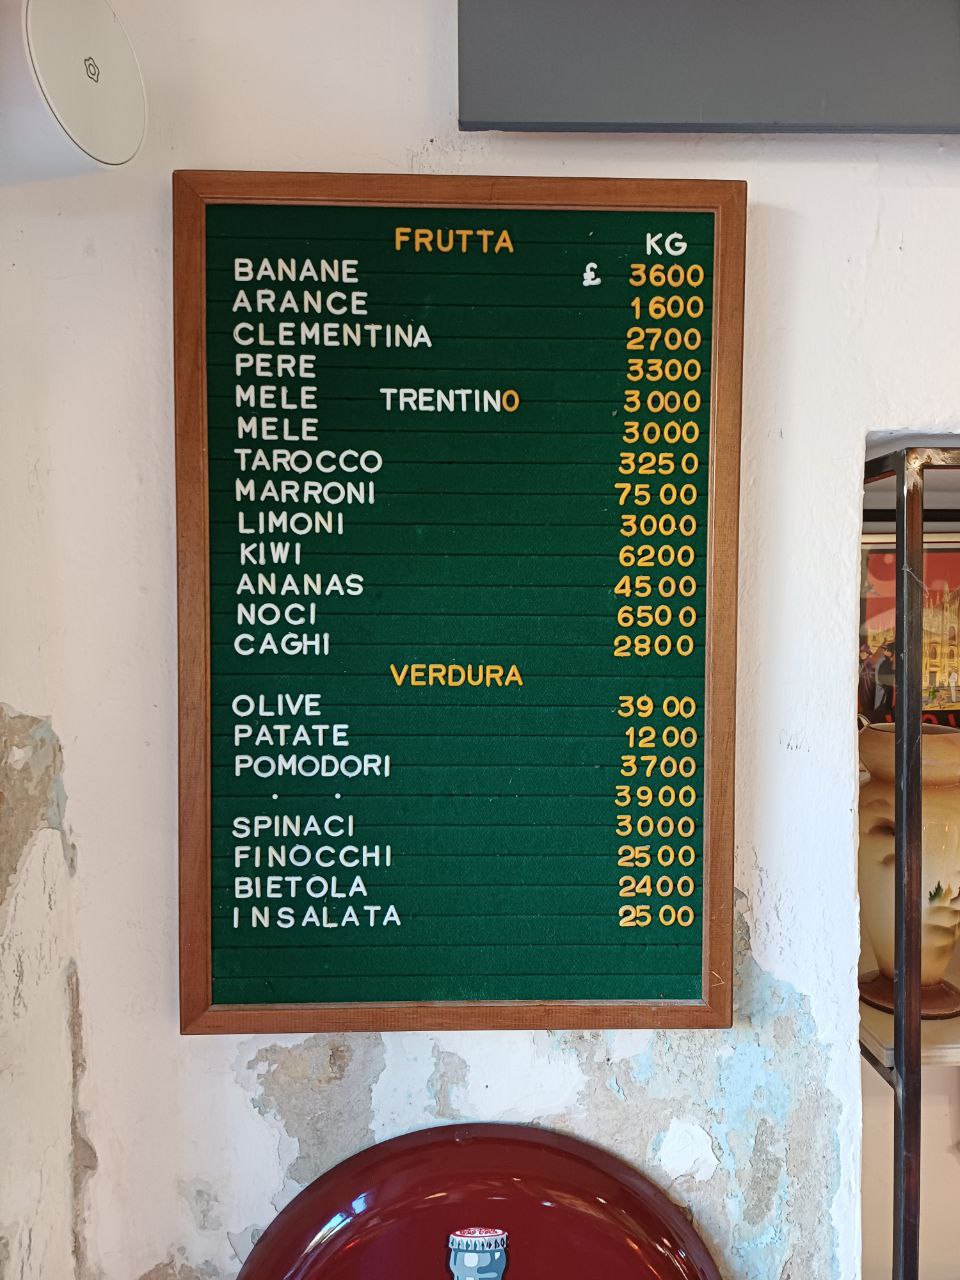 FRUTTA KG
BANANE £ 3600
ARANCE 1600
CLEMENTINA 2700
PERE 3300
MELE TRENTINO 3000
MELE 3000
TAROCCO 3250
MARRONI 7500
LIMONI 3000
KIWI 6200
ANANAS 4500
NOCI 6500
CAGHI 2800
VERDURA
OLIVE 3900
PATATE 1200
POMODORI 3700
. . 3900
SPINACI 3000
FINOCCHI 2500
BIETOLA 2400
INSALATA 2500